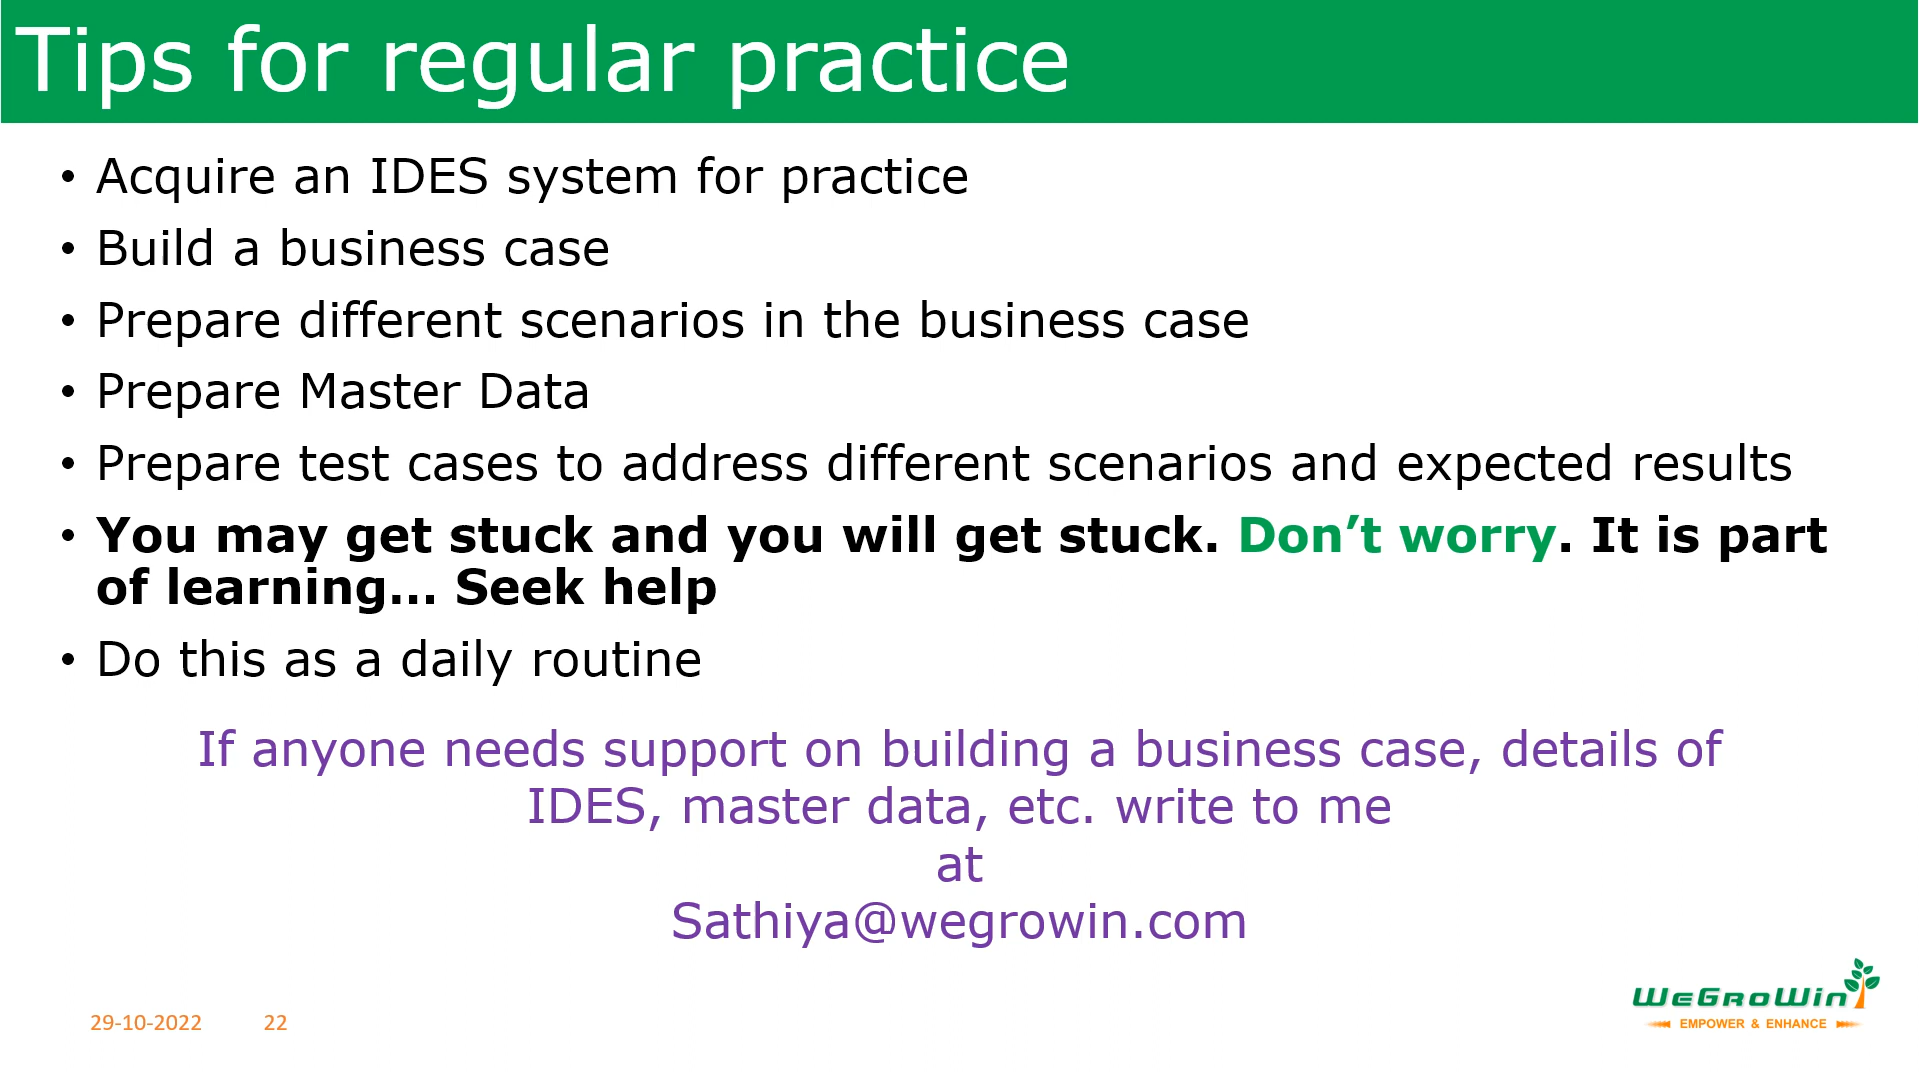 Tips for regular practice
• Acquire an IDES system for practice
• Build a business case
• Prepare different scenarios in the business case
• Prepare Master Data
• Prepare test cases to address different scenarios and expected results
• You may get stuck and you will get stuck. Don’t worry. It is part
of learning… Seek help
• Do this as a daily routine
If anyone needs support on building a business case, details of
IDES, master data, etc. write to me
at
Sathiya@wegrowin.com
29-10-2022 22
WeGroWin
EMPOWER & ENHANCE